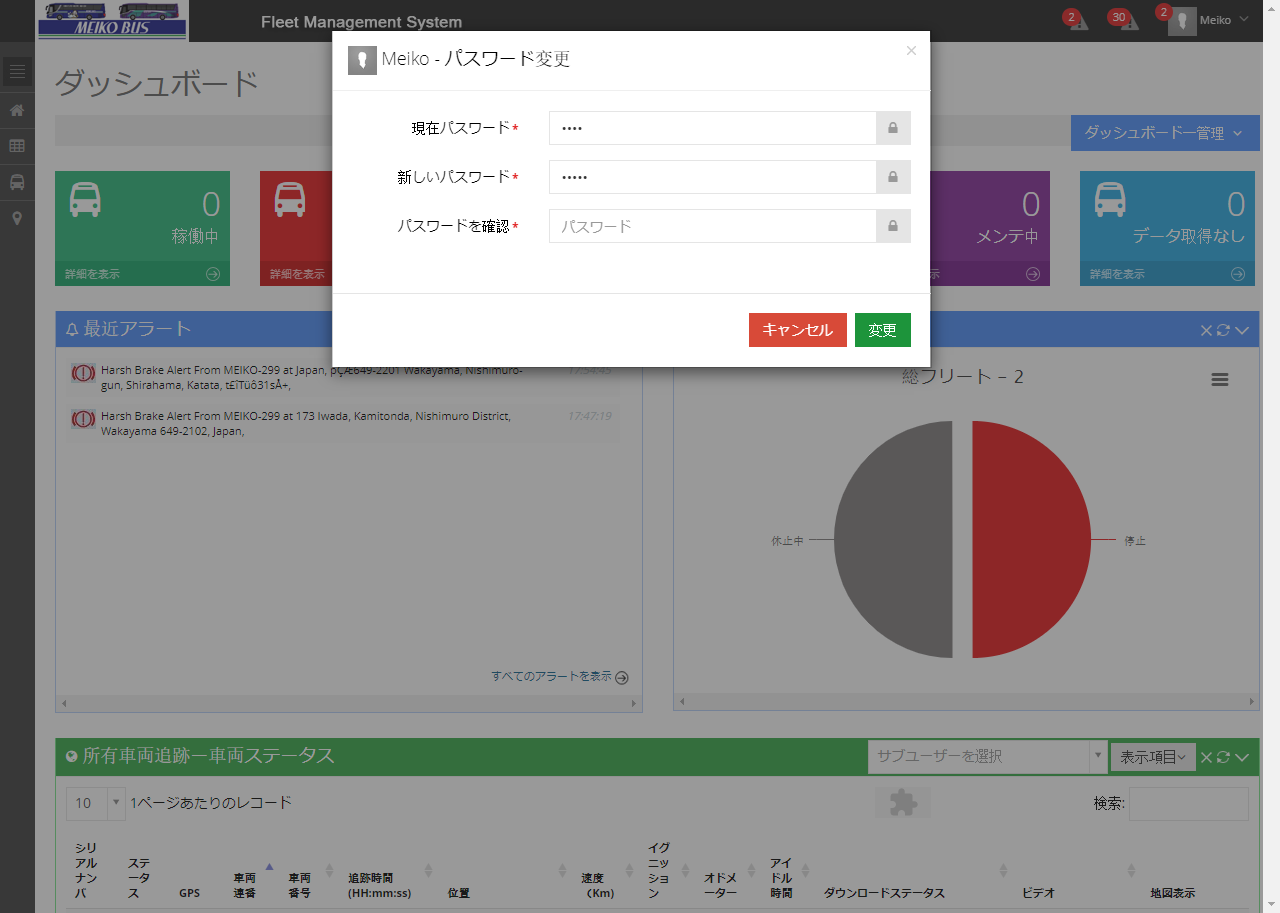 MEIKO BUS
Fleet Management System
2
30
2
Meiko
Meiko - パスワード変更
×
ダッシュボード
現在パスワード*
••••
ダッシュボード一管理
新しいパスワード*
•••••
パスワードを確認*
パスワード
0
稼働中
詳細を表示
詳細を表示
0
メンテ中
示
0
データ取得なし
詳細を表示
キャンセル
変更
最近アラート
Harsh Brake Alert From MEIKO-299 at Japan, pÇÆ649-2201 Wakayama, Nishimuro-
gun, Shirahama, Katata, t£ÎTüô31sÅ+,
17:54:45
Harsh Brake Alert From MEIKO-299 at 173 Iwada, Kamitonda, Nishimuro District,
Wakayama 649-2102, Japan,
17:47:19
すべてのアラートを表示
総フリート – 2
休止中
停止
所有車両追跡ー車両ステータス
サブユーザーを選択
表示項目
10
1ページあたりのレコード
検索:
シリアルナンバ
ステータス
GPS
車両連番
車両番号
追跡時間 (HH:mm:ss)
位置
イグニッション
速度 (Km)
オドメーター
アイドル時間
ダウンロードステータス
ビデオ
地図表示